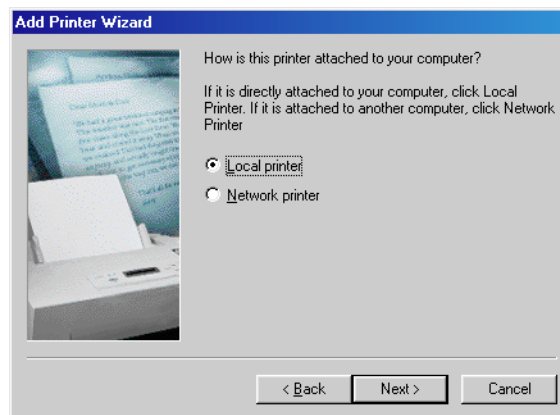 Add Printer Wizard
How is this printer attached to your computer?
If it is directly attached to your computer, click Local
Printer. If it is attached to another computer, click Network
Printer
Local printer
Network printer
< Back
Next >
Cancel